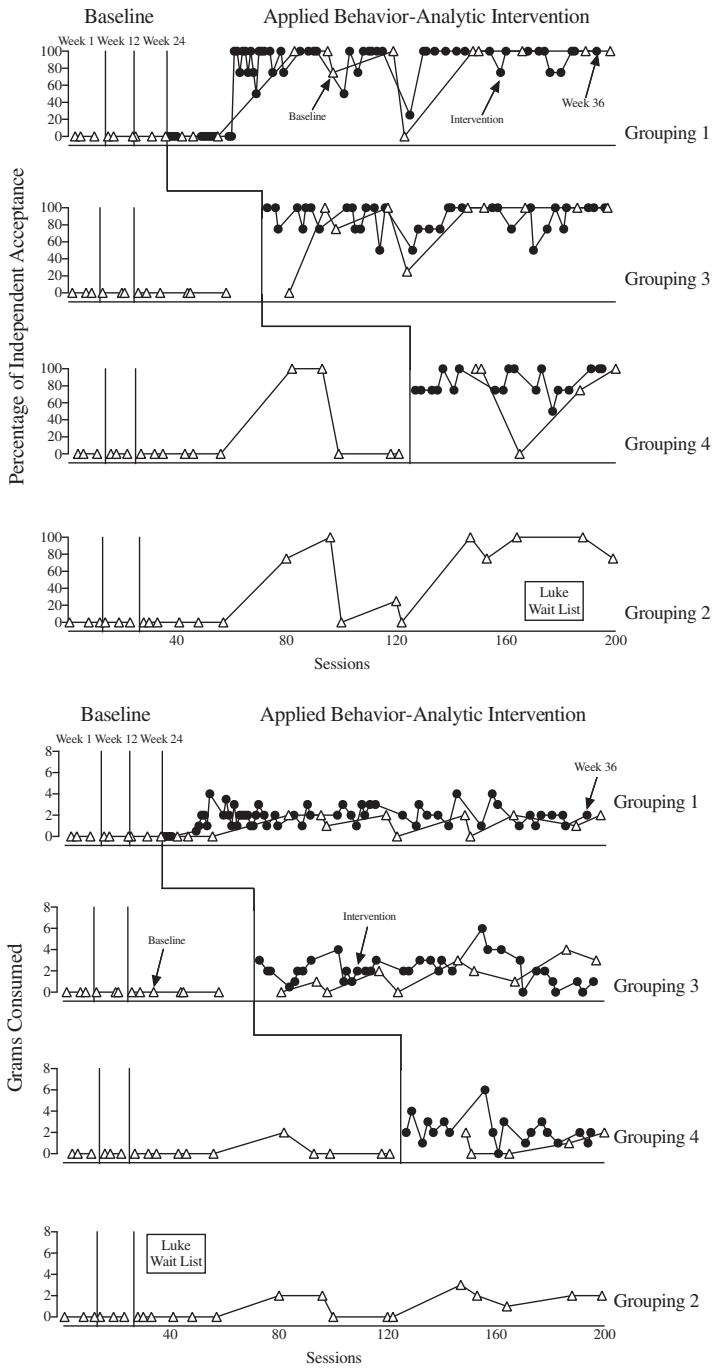 Baseline Applied Behavior-Analytic Intervention
Week 1 Week 12 Week 24
100
80
60
40
20
0
Baseline
Intervention
Week 36
Grouping 1
Percentage of Independent Acceptance
100
80
60
40
20
0
Grouping 3
100
80
60
40
20
0
Grouping 4
100
80
60
40
20
0
Luke
Wait List
Grouping 2
40 80 120 160 200
Sessions
Baseline Applied Behavior-Analytic Intervention
Week 1 Week 12 Week 24
8
6
4
2
0
Week 36
Grouping 1
Grams Consumed
8
6
4
2
0
Baseline
Intervention
Grouping 3
8
6
4
2
0
Grouping 4
8
6
4
2
0
Luke
Wait List
Grouping 2
40 80 120 160 200
Sessions